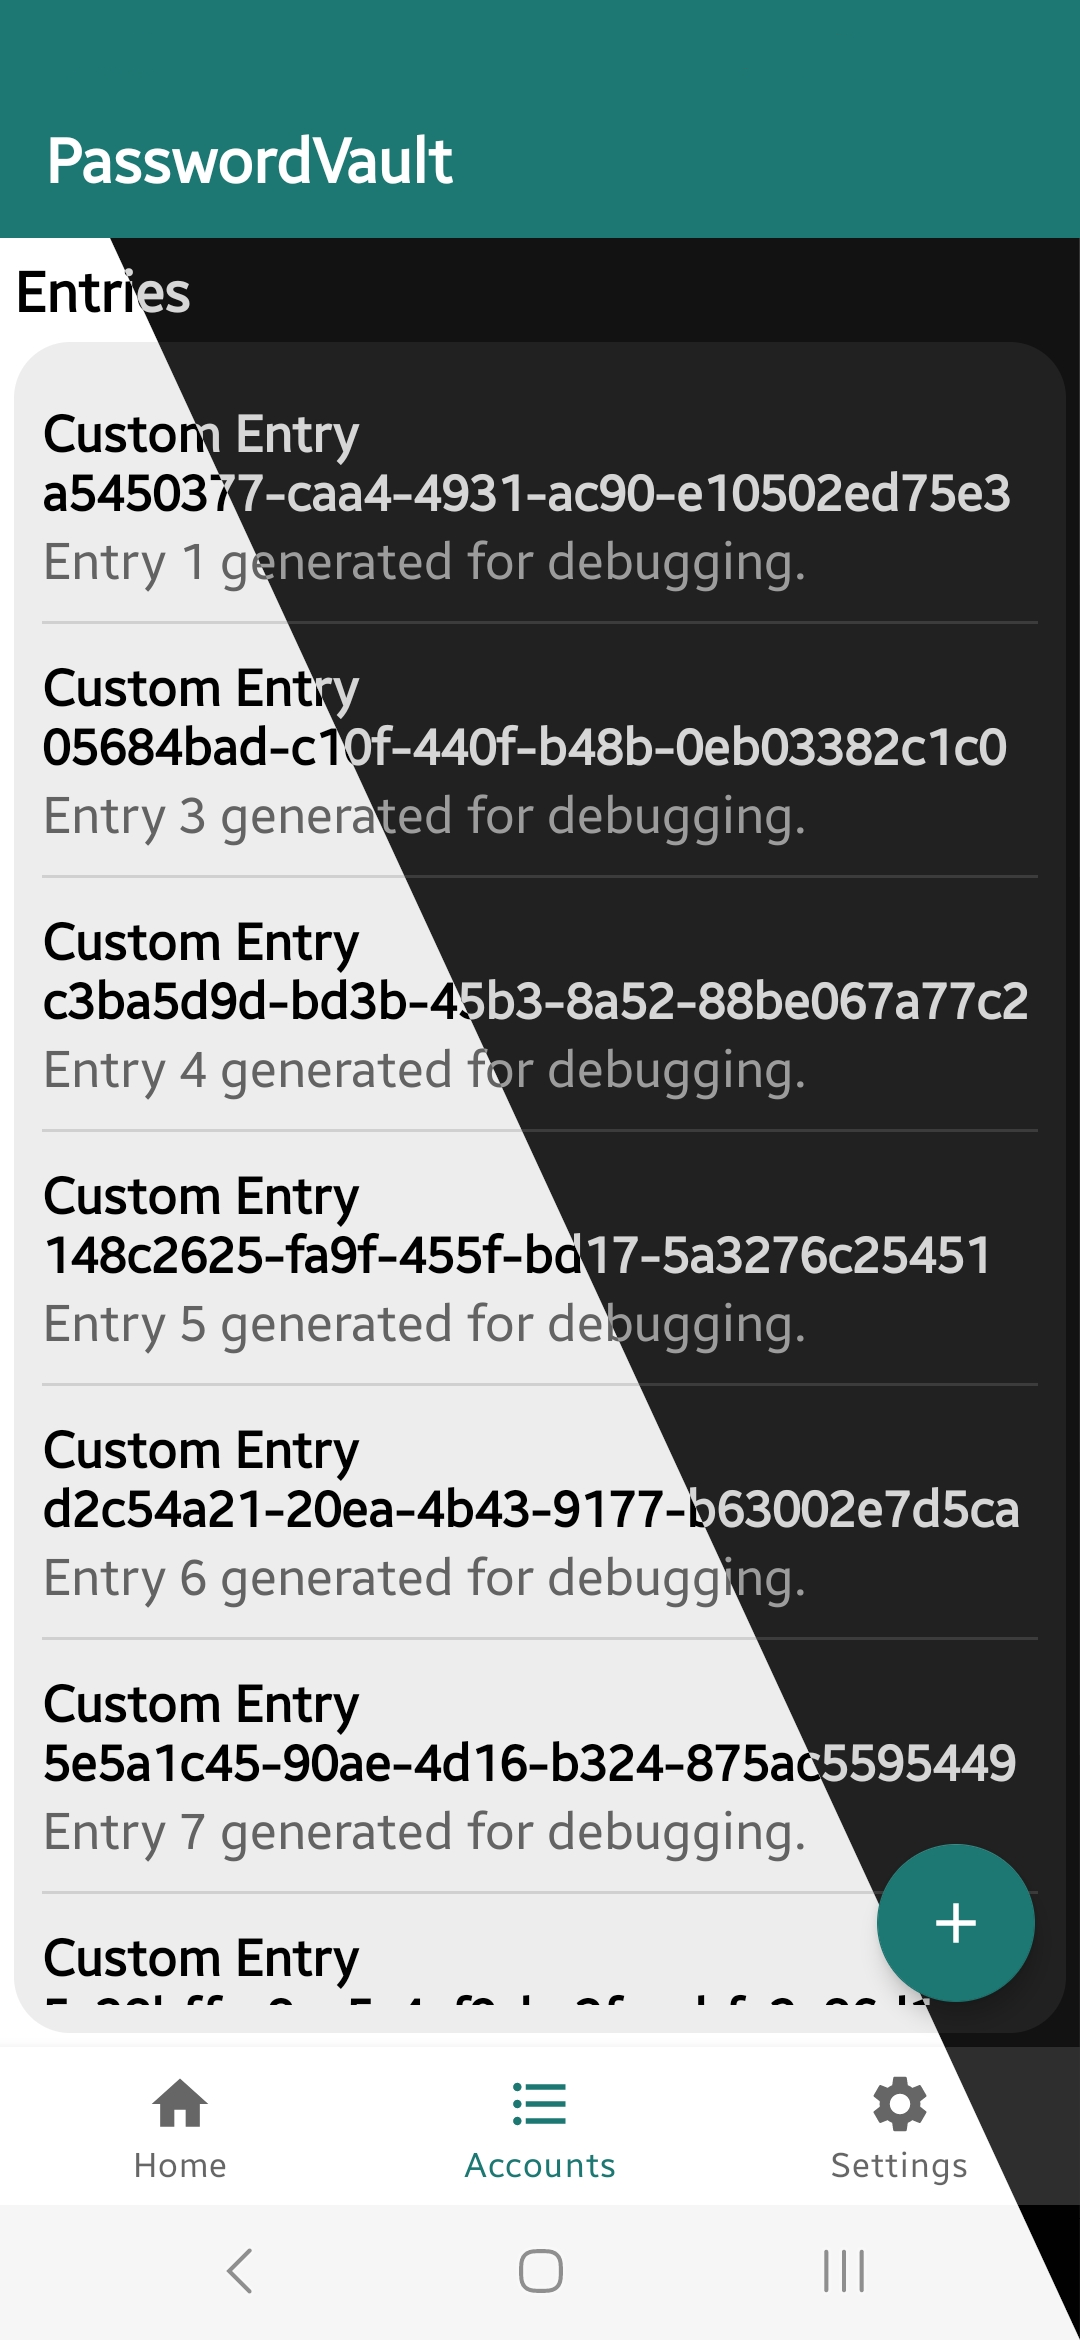 PasswordVault
Entries
Custom Entry
a5450377-caa4-4931-ac90-e10502ed75e3
Entry 1 generated for debugging.
Custom Entry
05684bad-c10f-440f-b48b-0eb03382c1c0
Entry 3 generated for debugging.
Custom Entry
c3ba5d9d-bd3b-45b3-8a52-88be067a77c2
Entry 4 generated for debugging.
Custom Entry
148c2625-fa9f-455f-bd17-5a3276c25451
Entry 5 generated for debugging.
Custom Entry
d2c54a21-20ea-4b43-9177-b63002e7d5ca
Entry 6 generated for debugging.
Custom Entry
5e5a1c45-90ae-4d16-b324-875ac5595449
Entry 7 generated for debugging.
Custom Entry
Home
Accounts
Settings